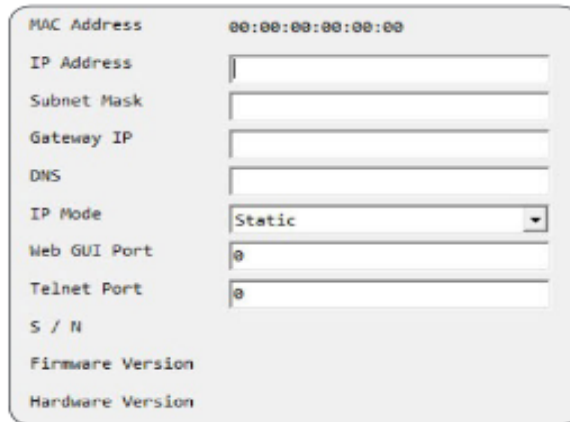 MAC Address 00:00:00:00:00:00
IP Address
Subnet Mask
Gateway IP
DNS
IP Mode Static
Web GUI Port 0
Telnet Port 0
S / N
Firmware Version
Hardware Version